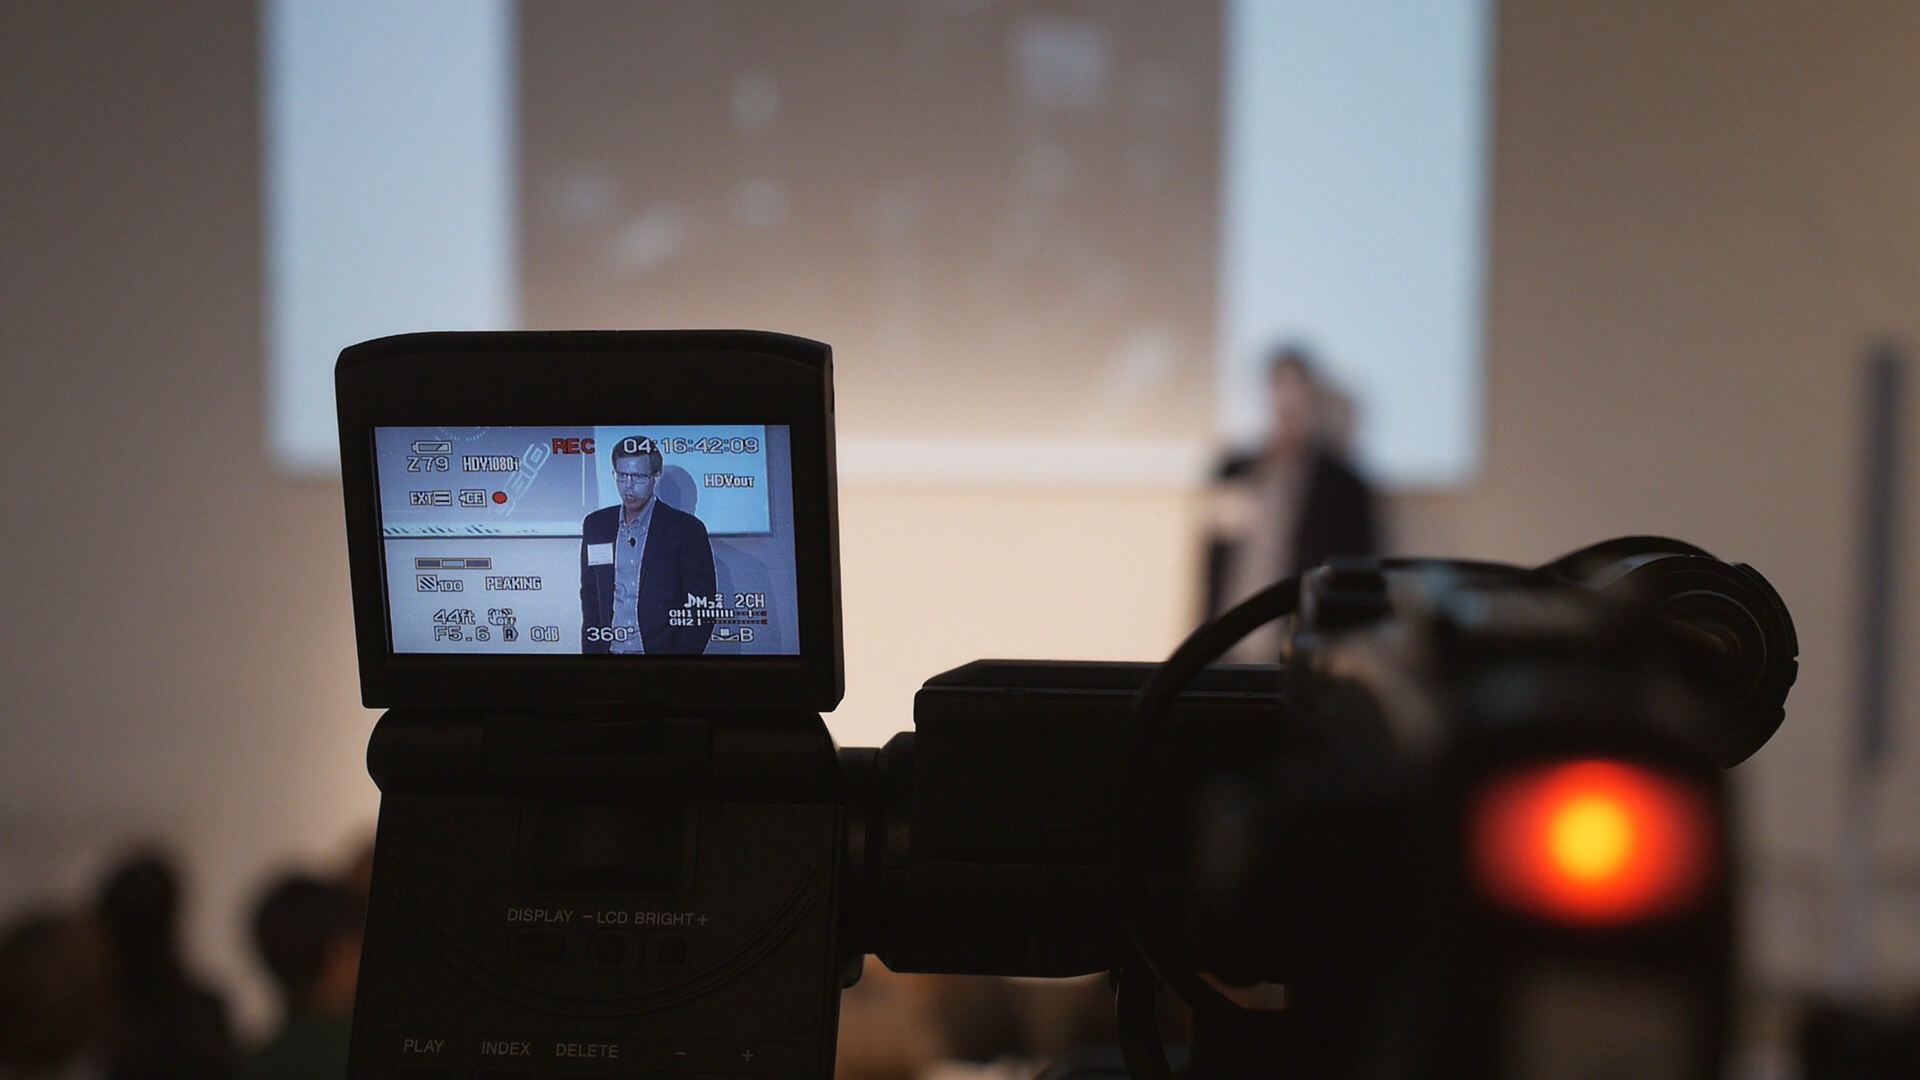 REC 04:16:42:09
Z79 HDV1080i
HDVout
EXT
100 PEAKING
2CH
CH1
CH2
44ft OFF
F5.6 A 0dB 360° B
DISPLAY − LCD BRIGHT +
PLAY INDEX DELETE − +